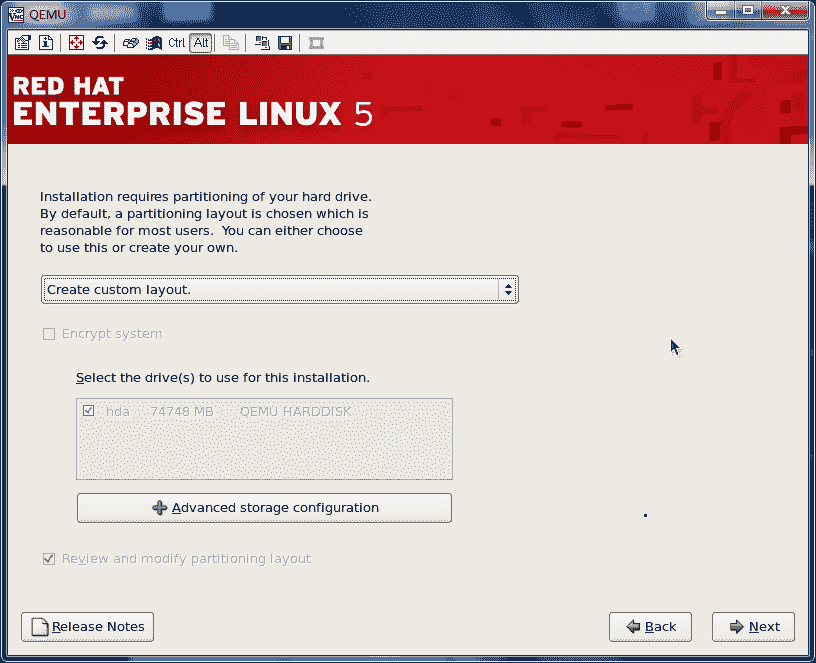 QEMU
Ctrl Alt
RED HAT
ENTERPRISE LINUX 5
Installation requires partitioning of your hard drive.
By default, a partitioning layout is chosen which is
reasonable for most users. You can either choose
to use this or create your own.
Create custom layout.
Encrypt system
Select the drive(s) to use for this installation.
hda 74748 MB QEMU HARDDISK
Advanced storage configuration
Review and modify partitioning layout
Release Notes
Back
Next